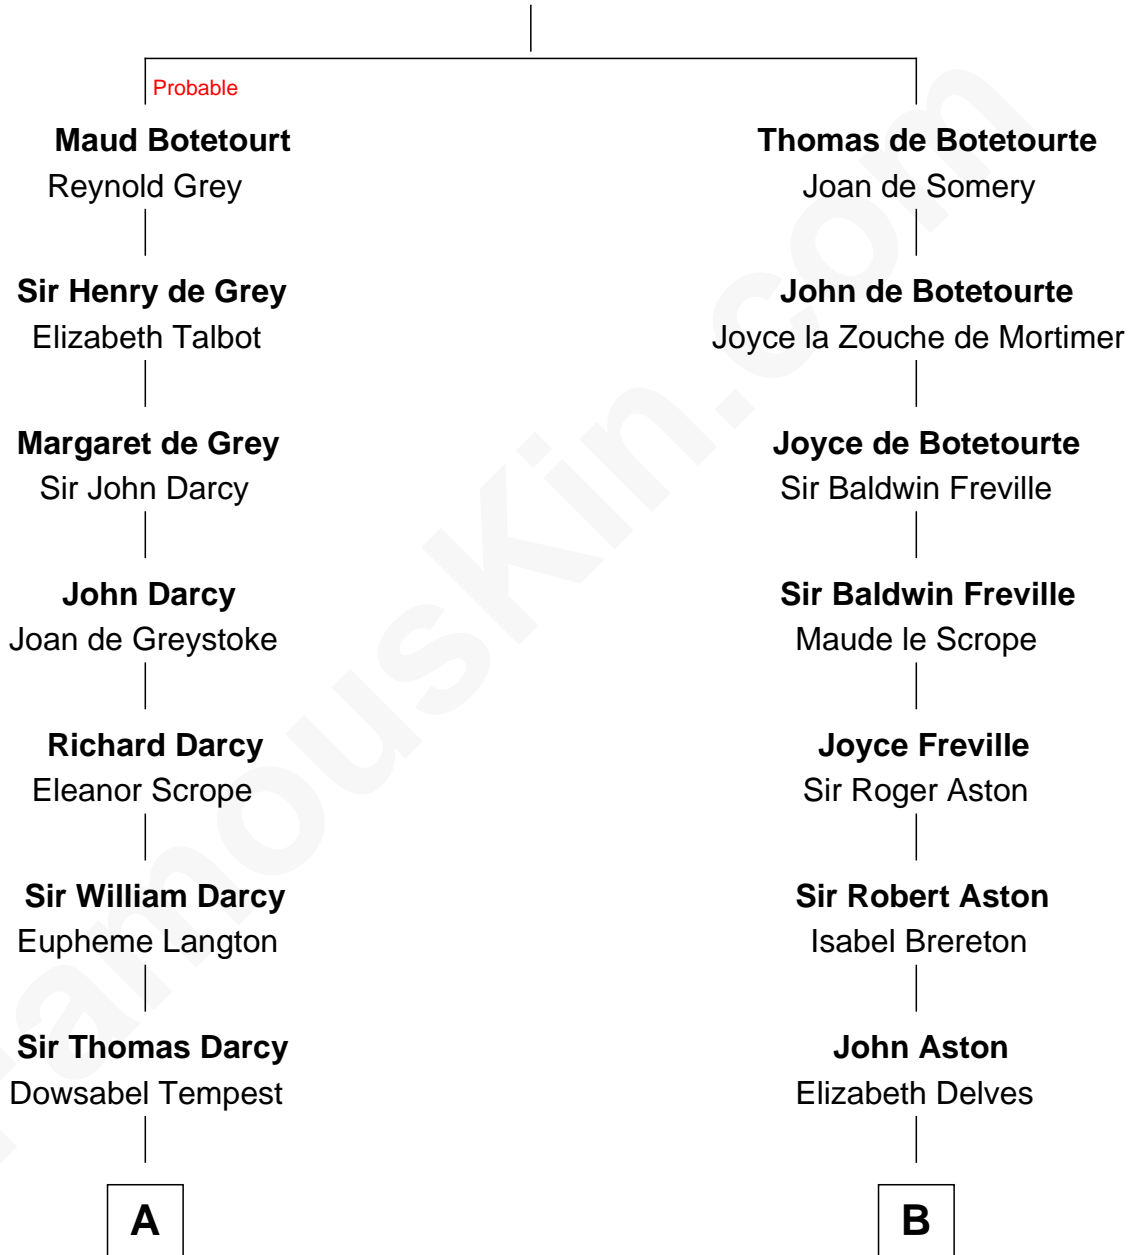 Probable
Maud Botetourt
Reynold Grey
Sir Henry de Grey
Elizabeth Talbot
Margaret de Grey
Sir John Darcy
John Darcy
Joan de Greystoke
Richard Darcy
Eleanor Scrope
Sir William Darcy
Eupheme Langton
Sir Thomas Darcy
Dowsabel Tempest
A
Thomas de Botetourte
Joan de Somery
John de Botetourte
Joyce la Zouche de Mortimer
Joyce de Botetourte
Sir Baldwin Freville
Sir Baldwin Freville
Maude le Scrope
Joyce Freville
Sir Roger Aston
Sir Robert Aston
Isabel Brereton
John Aston
Elizabeth Delves
B
FamousKin.com